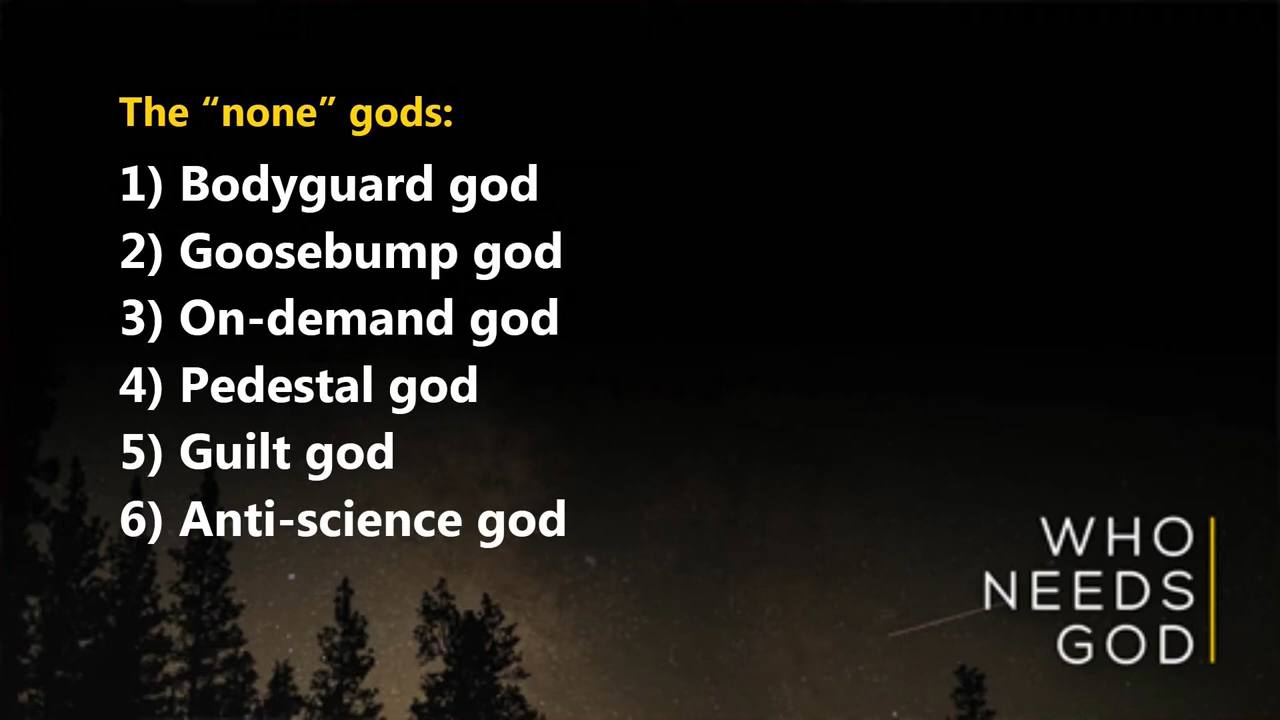 The “none” gods:
1) Bodyguard god
2) Goosebump god
3) On-demand god
4) Pedestal god
5) Guilt god
6) Anti-science god
WHO
NEEDS
GOD